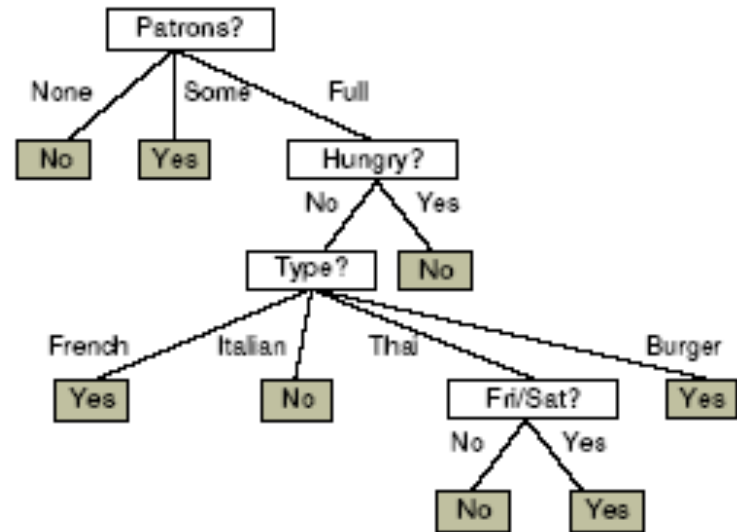 Patrons?
None Some Full
No Yes Hungry?
No Yes
Type? No
French Italian Thai Burger
Yes No Fri/Sat? Yes
No Yes
No Yes